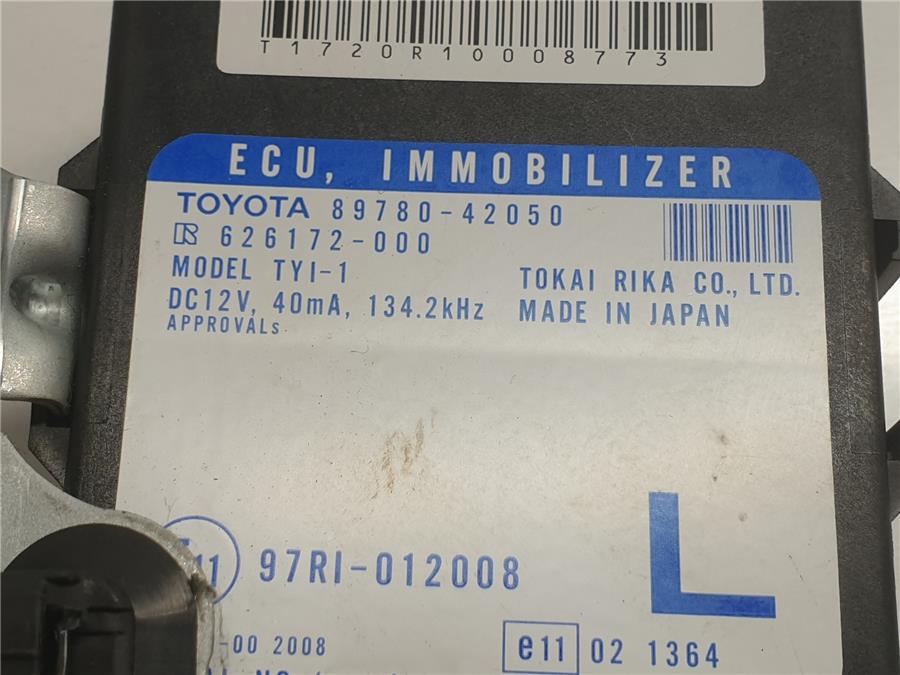 T1720R10008773
ECU, IMMOBILIZER
TOYOTA 89780-42050
626172-000
MODEL TYI-1
TOKAI RIKA CO., LTD.
DC12V, 40mA, 134.2kHz
MADE IN JAPAN
APPROVALs
11 97RI-012008
L
-00 2008
e11 02 1364